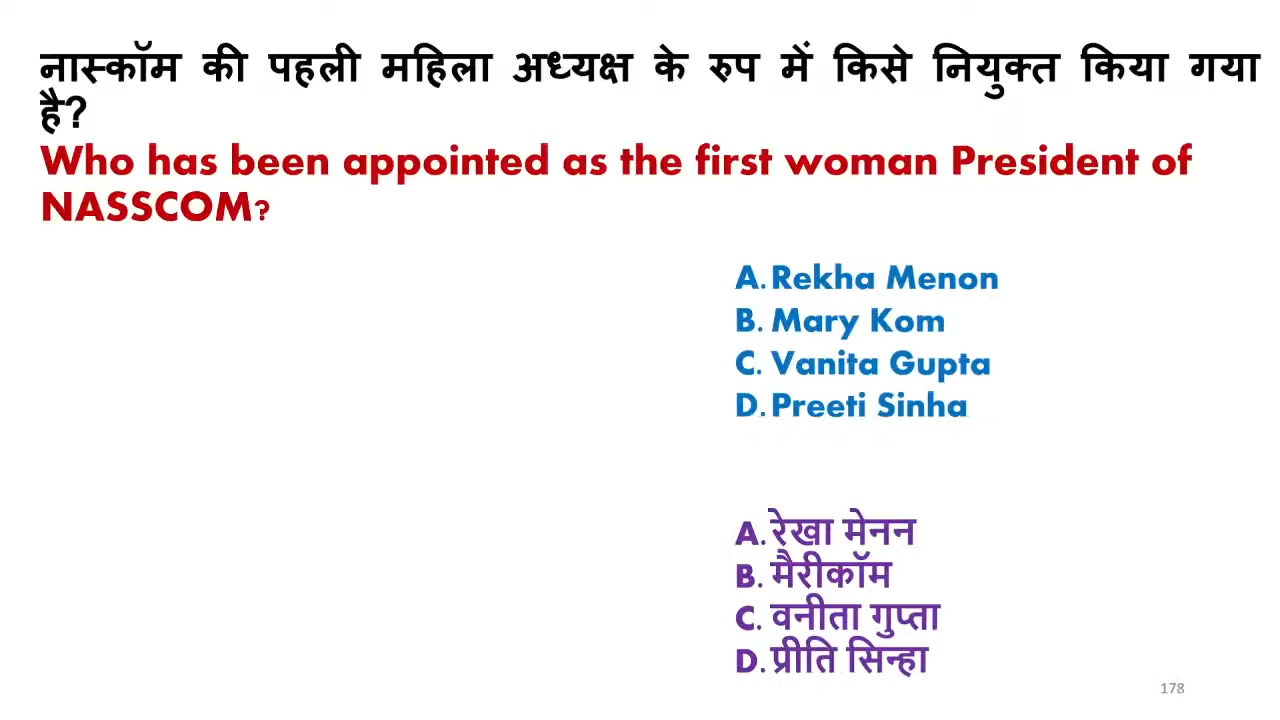 नास्कॉम की पहली महिला अध्यक्ष के रुप में किसे नियुक्त किया गया
है?
Who has been appointed as the first woman President of
NASSCOM?
A. Rekha Menon
B. Mary Kom
C. Vanita Gupta
D. Preeti Sinha
A. रेखा मेनन
B. मैरीकॉम
C. वनीता गुप्ता
D. प्रीति सिन्हा
178